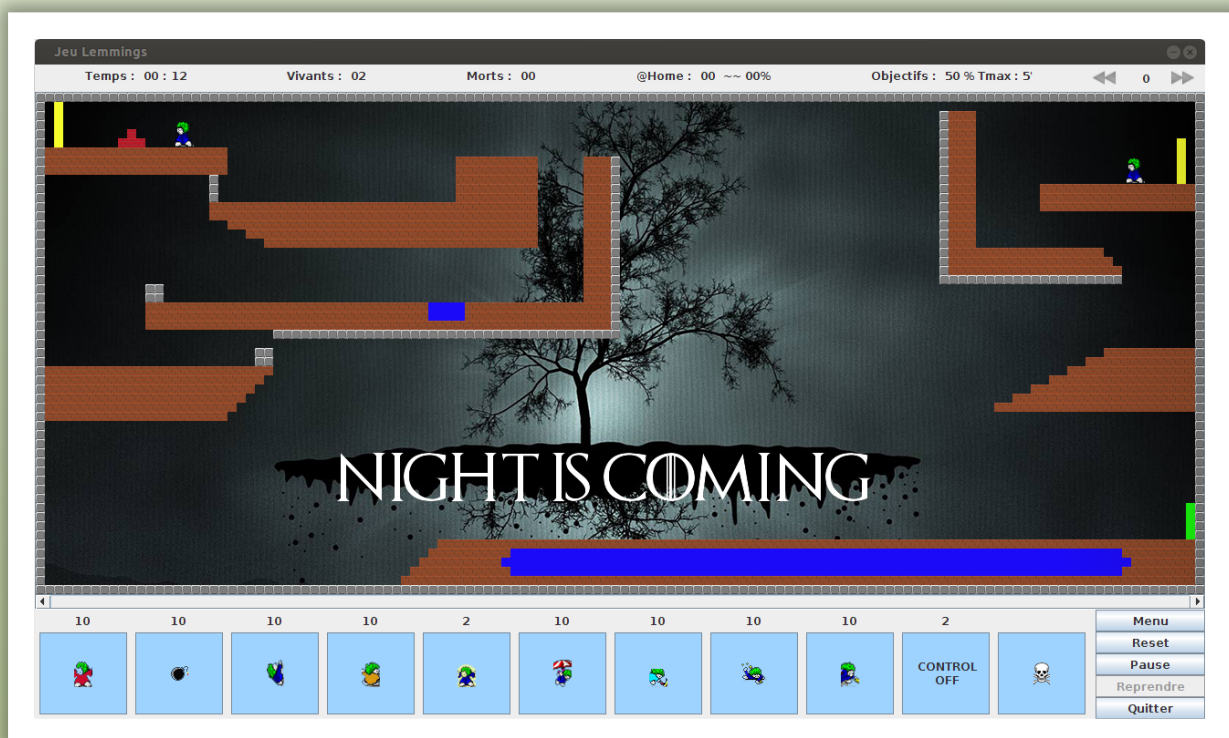 Jeu Lemmings
Temps : 00 : 12 Vivants : 02 Morts : 00 @Home : 00 ~~ 00% Objectifs : 50 % Tmax : 5' 0
NIGHT IS COMING
10 10 10 10 2 10 10 10 10 2
CONTROL
OFF
Menu
Reset
Pause
Reprendre
Quitter